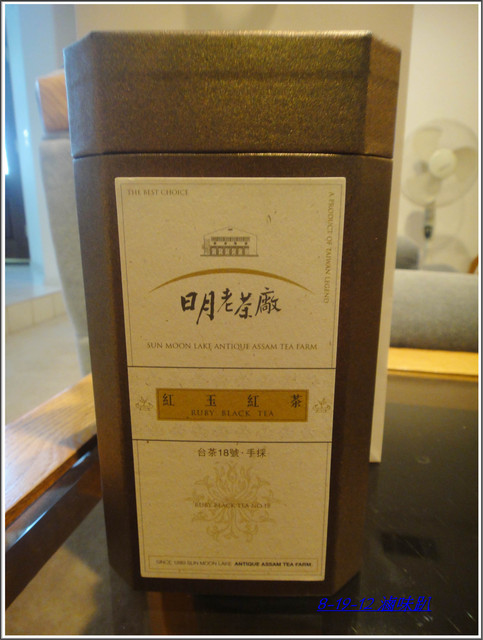 THE BEST CHOICE
A PRODUCT OF TAIWAN LEGEND
日月老茶廠
SUN MOON LAKE ANTIQUE ASSAM TEA FARM
紅玉紅茶
RUBY BLACK TEA
台茶18號·手採
RUBY BLACK TEA NO.18
SINCE 1959 SUN MOON LAKE ANTIQUE ASSAM TEA FARM